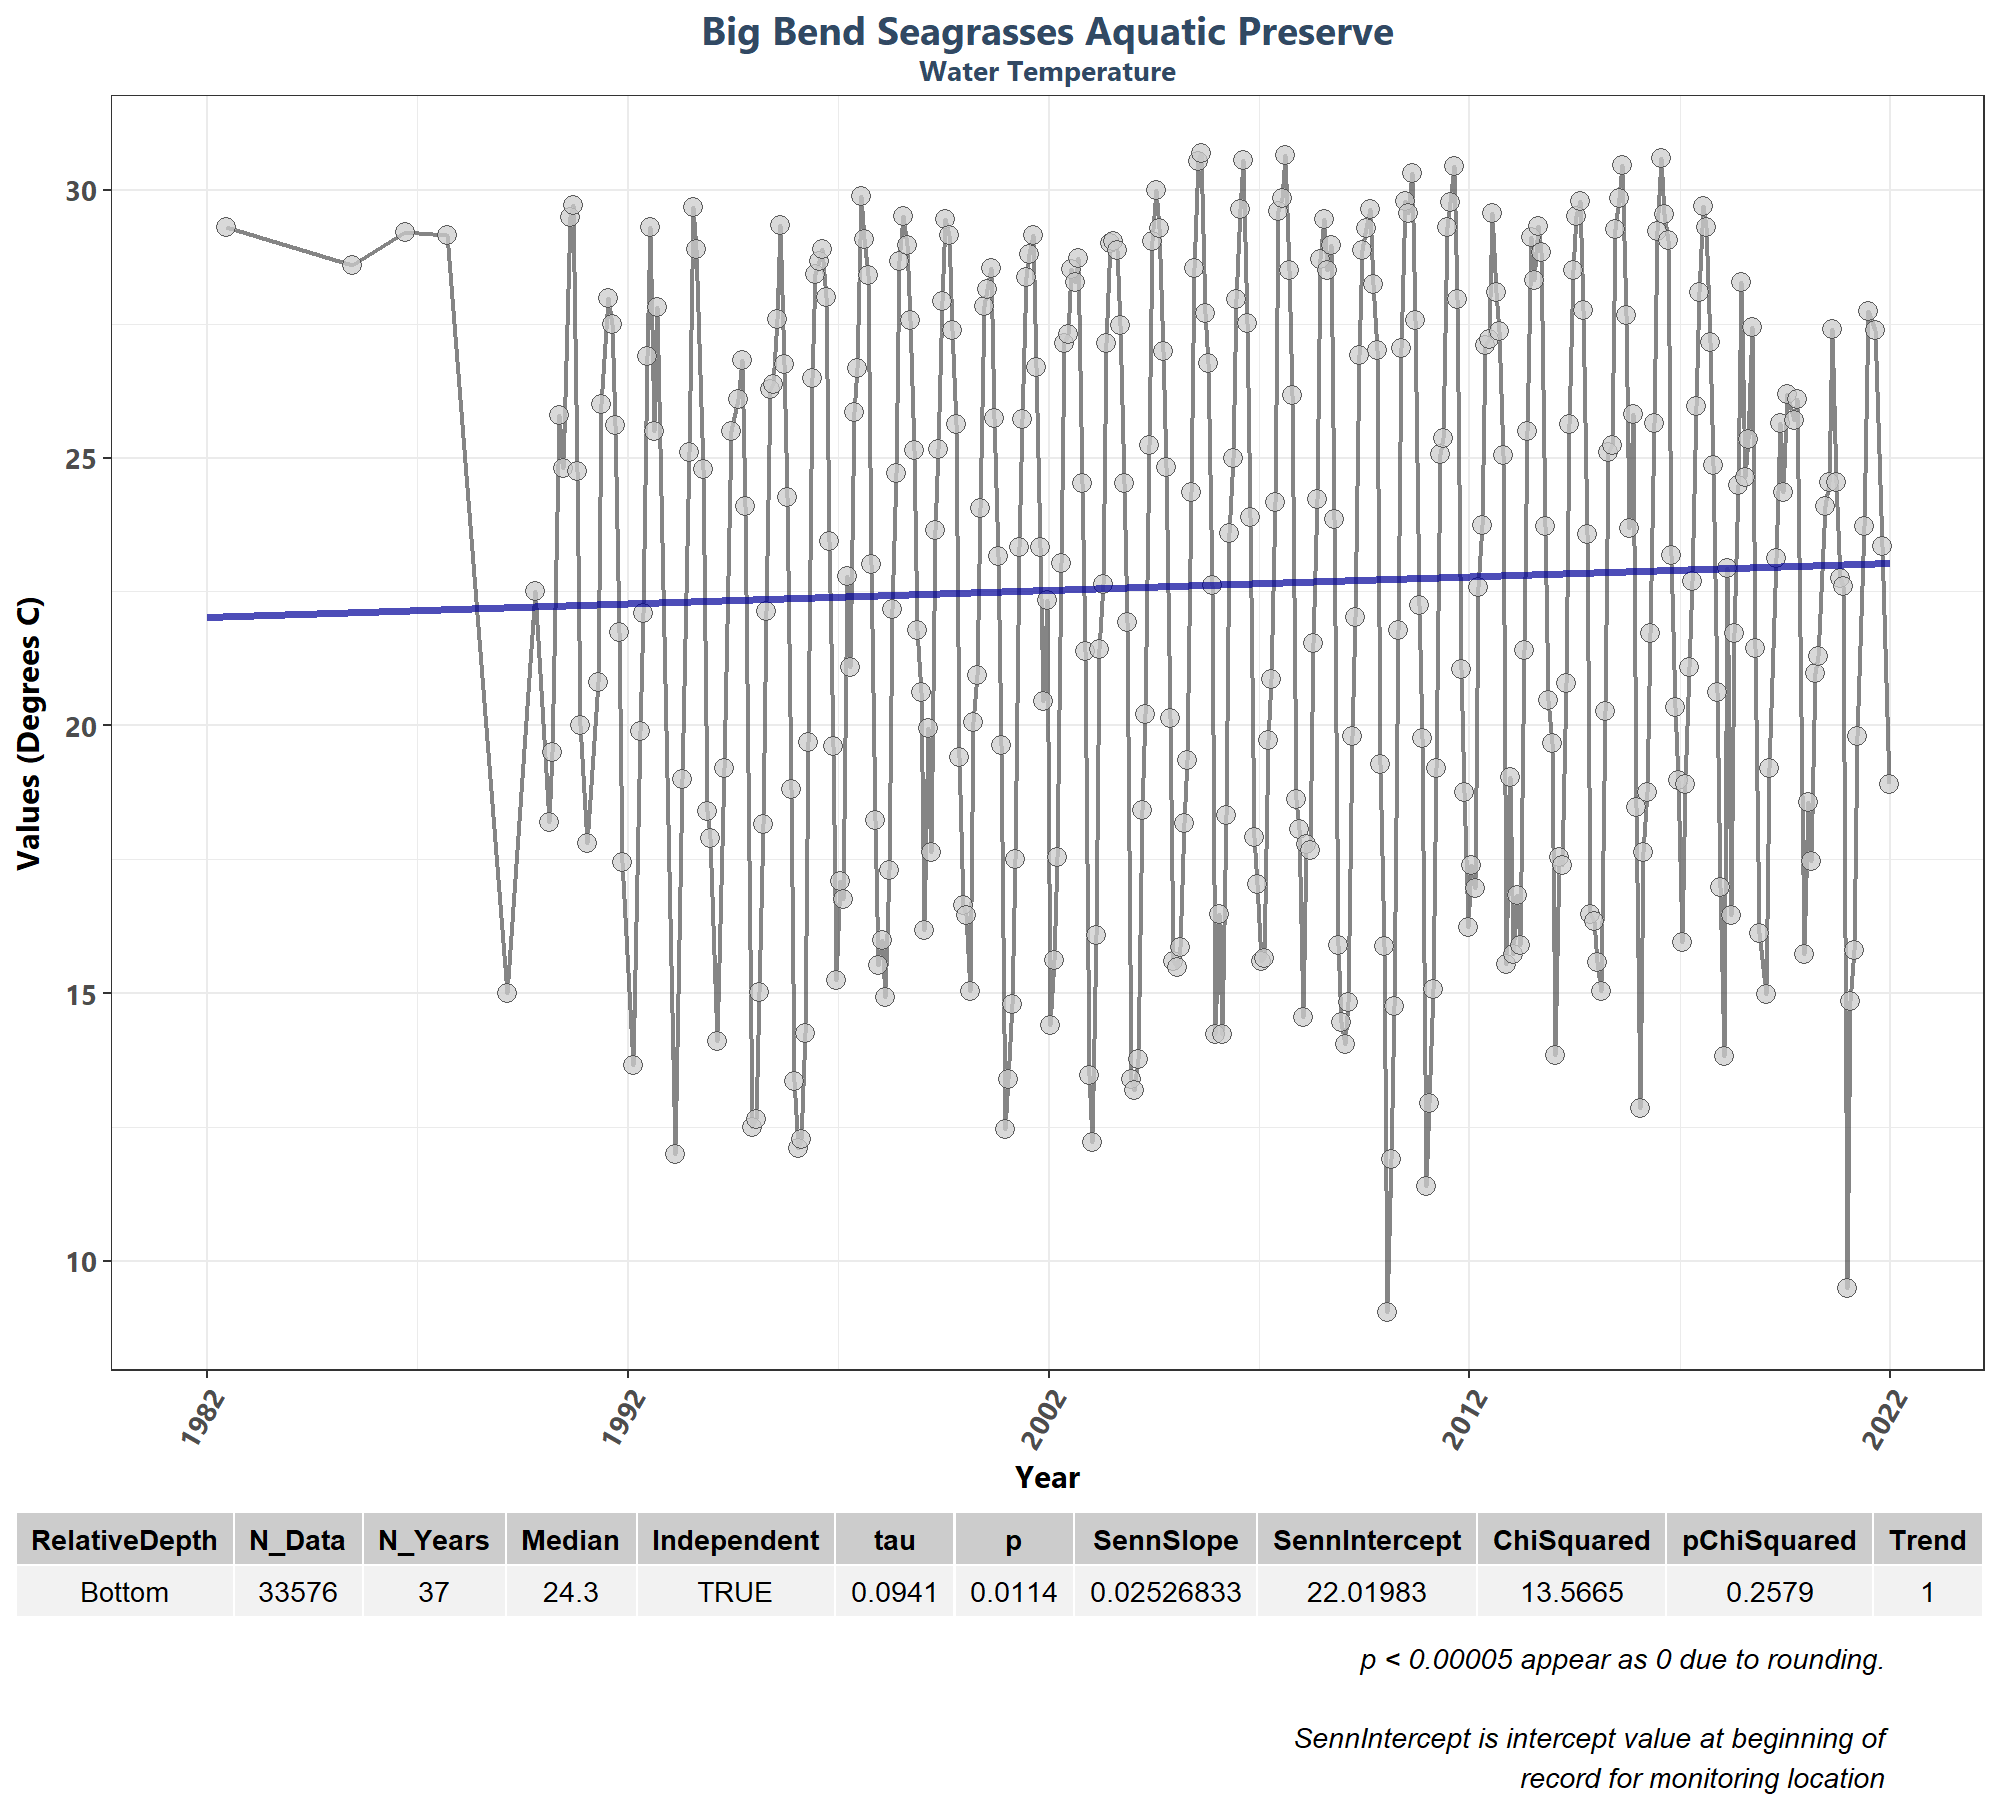 Big Bend Seagrasses Aquatic Preserve
Water Temperature
Values (Degrees C)
30
25
20
15
10
1982
1992
2002
2012
2022
Year
RelativeDepth N_Data N_Years Median Independent tau p SennSlope SennIntercept ChiSquared pChiSquared Trend
Bottom 33576 37 24.3 TRUE 0.0941 0.0114 0.02526833 22.01983 13.5665 0.2579 1
p < 0.00005 appear as 0 due to rounding.
SennIntercept is intercept value at beginning of
record for monitoring location